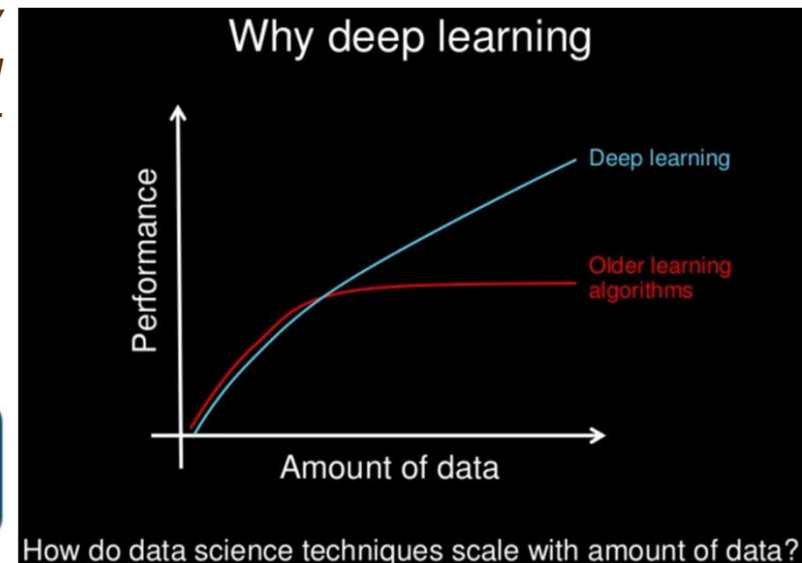 Why deep learning
Performance
Deep learning
Older learning
algorithms
Amount of data
How do data science techniques scale with amount of data?